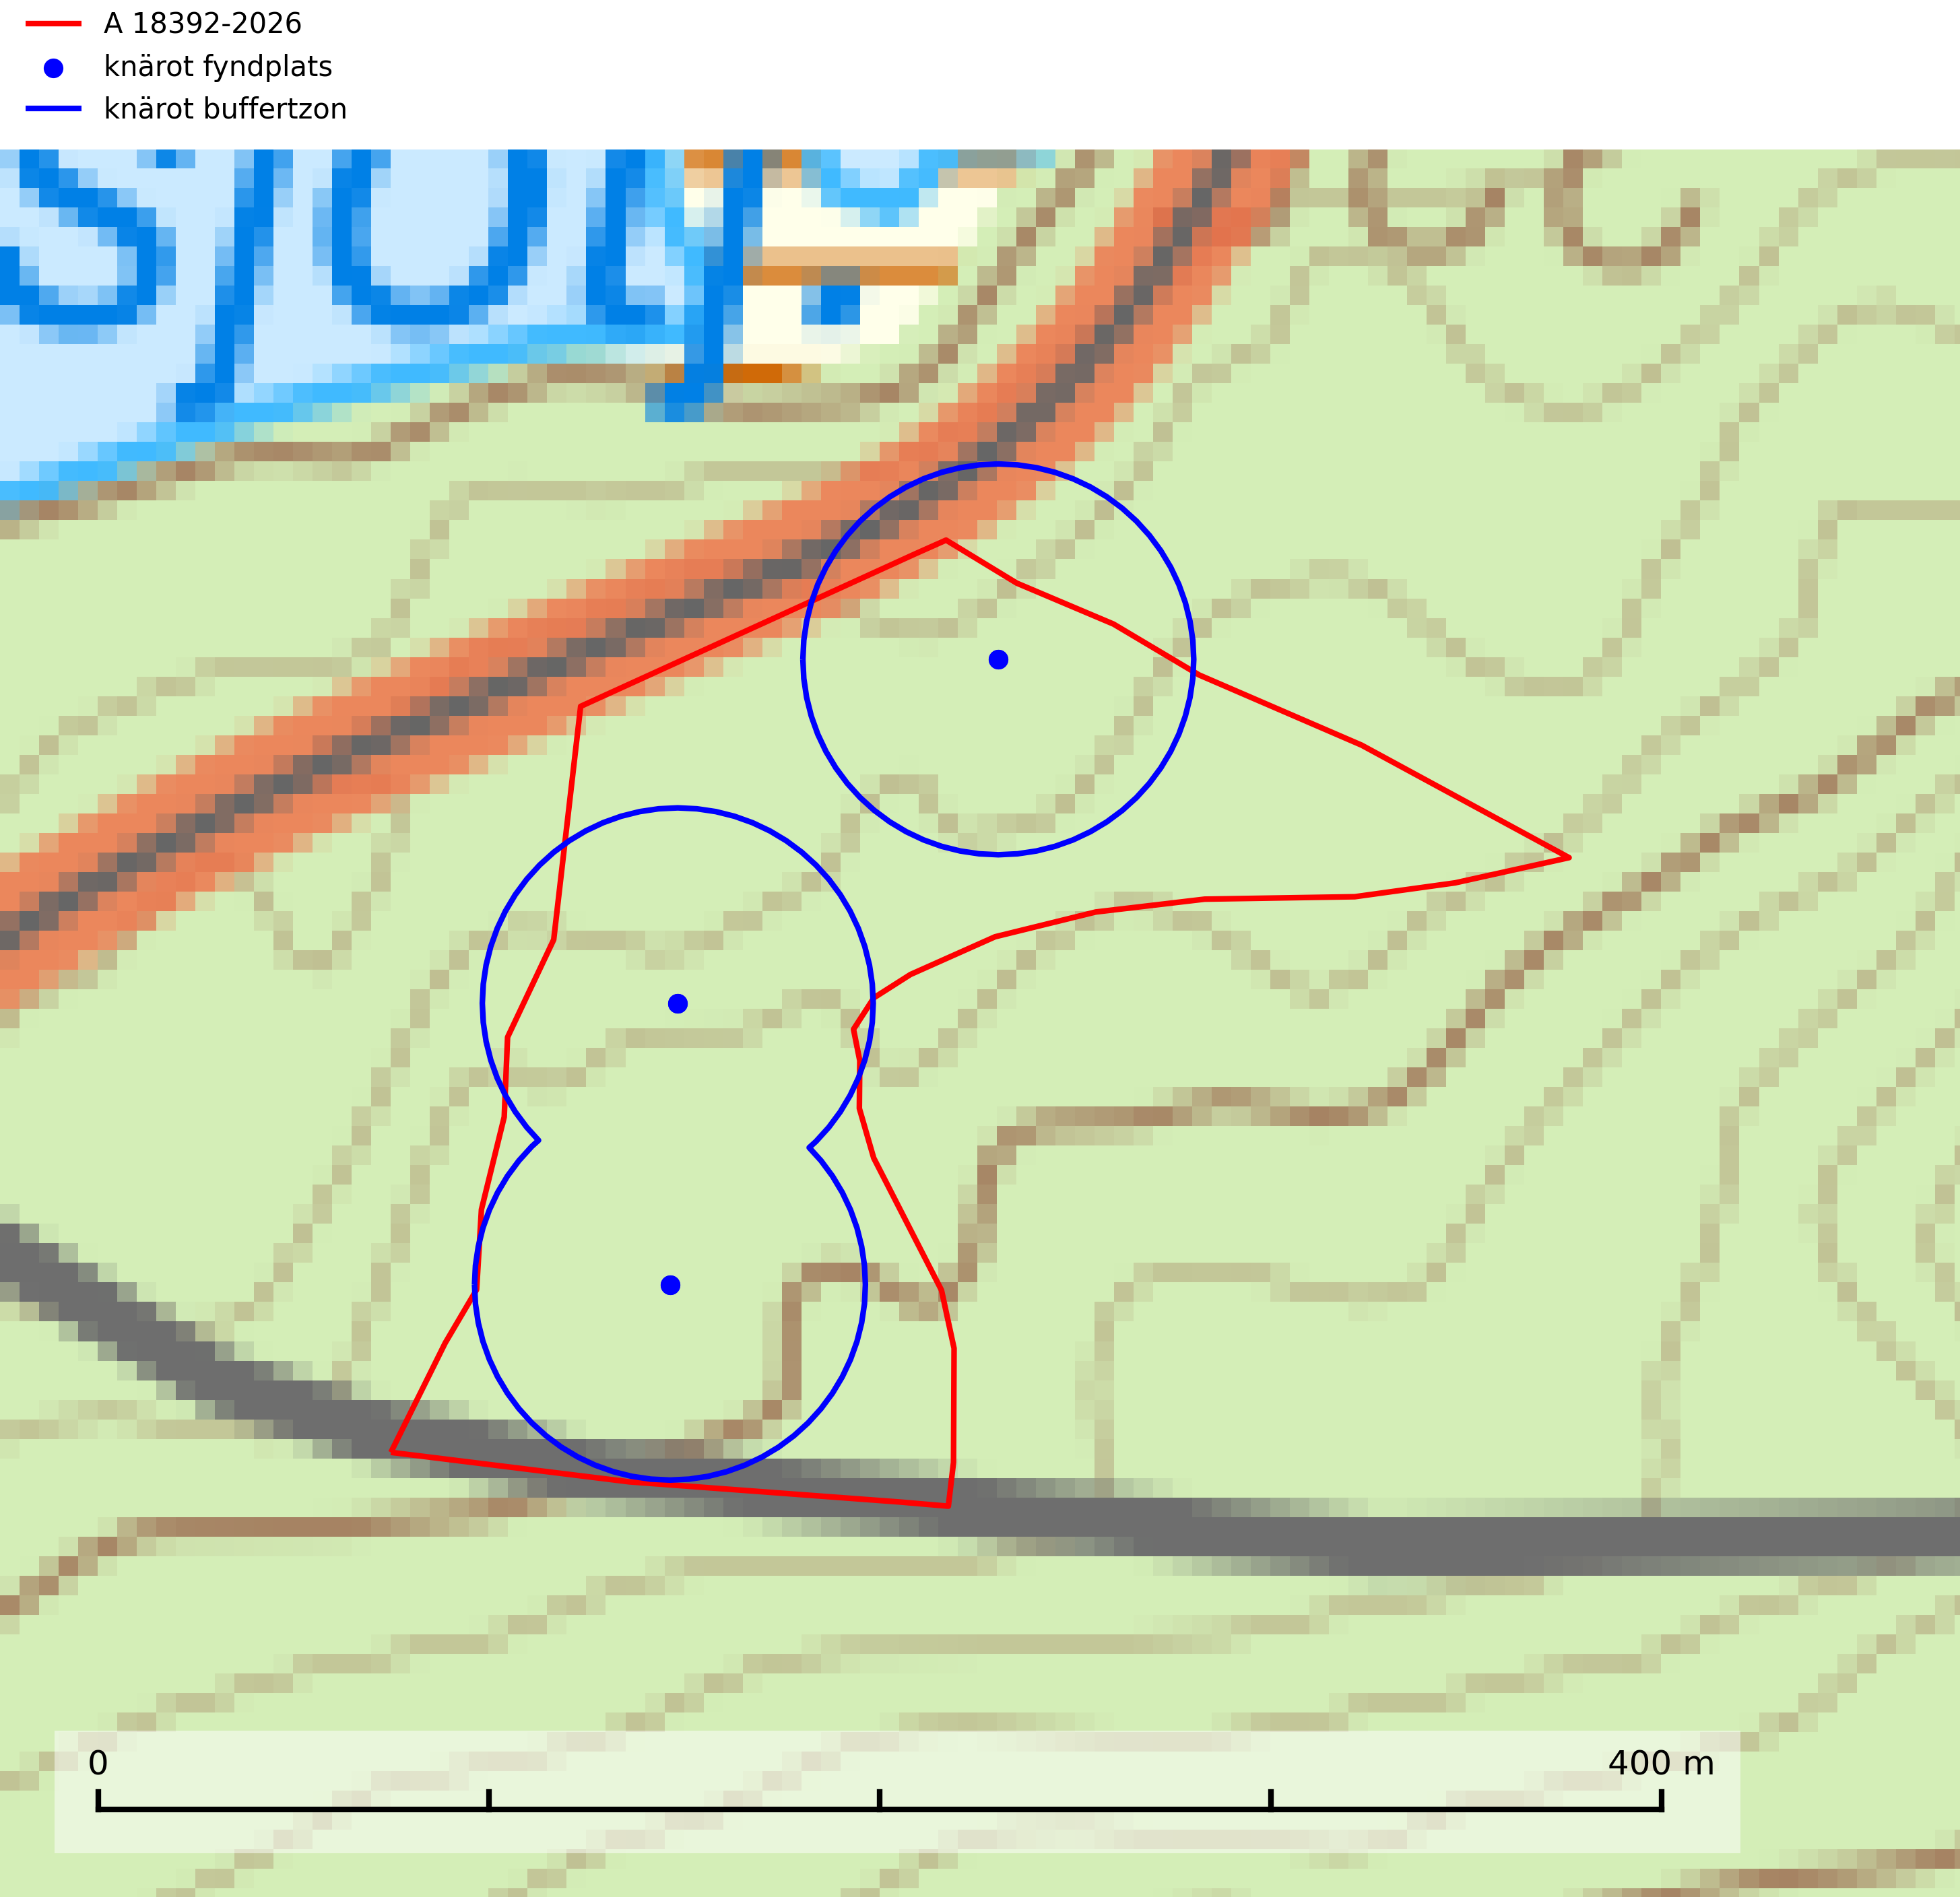 A 18392-2026
knärot fyndplats
knärot buffertzon
0 400 m